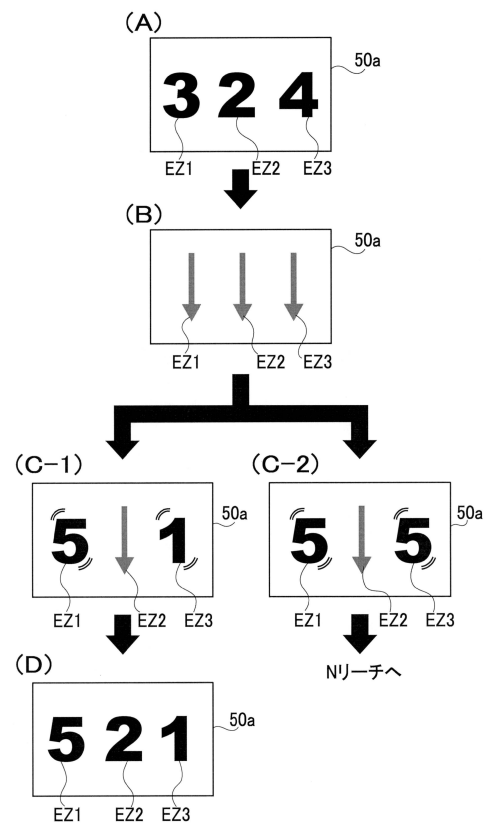 (A)
50a
3 2 4
EZ1 EZ2 EZ3
(B)
50a
EZ1 EZ2 EZ3
(C-1)
50a
5 1
EZ1 EZ2 EZ3
(C-2)
50a
5 5
EZ1 EZ2 EZ3
Nリーチへ
(D)
50a
5 2 1
EZ1 EZ2 EZ3